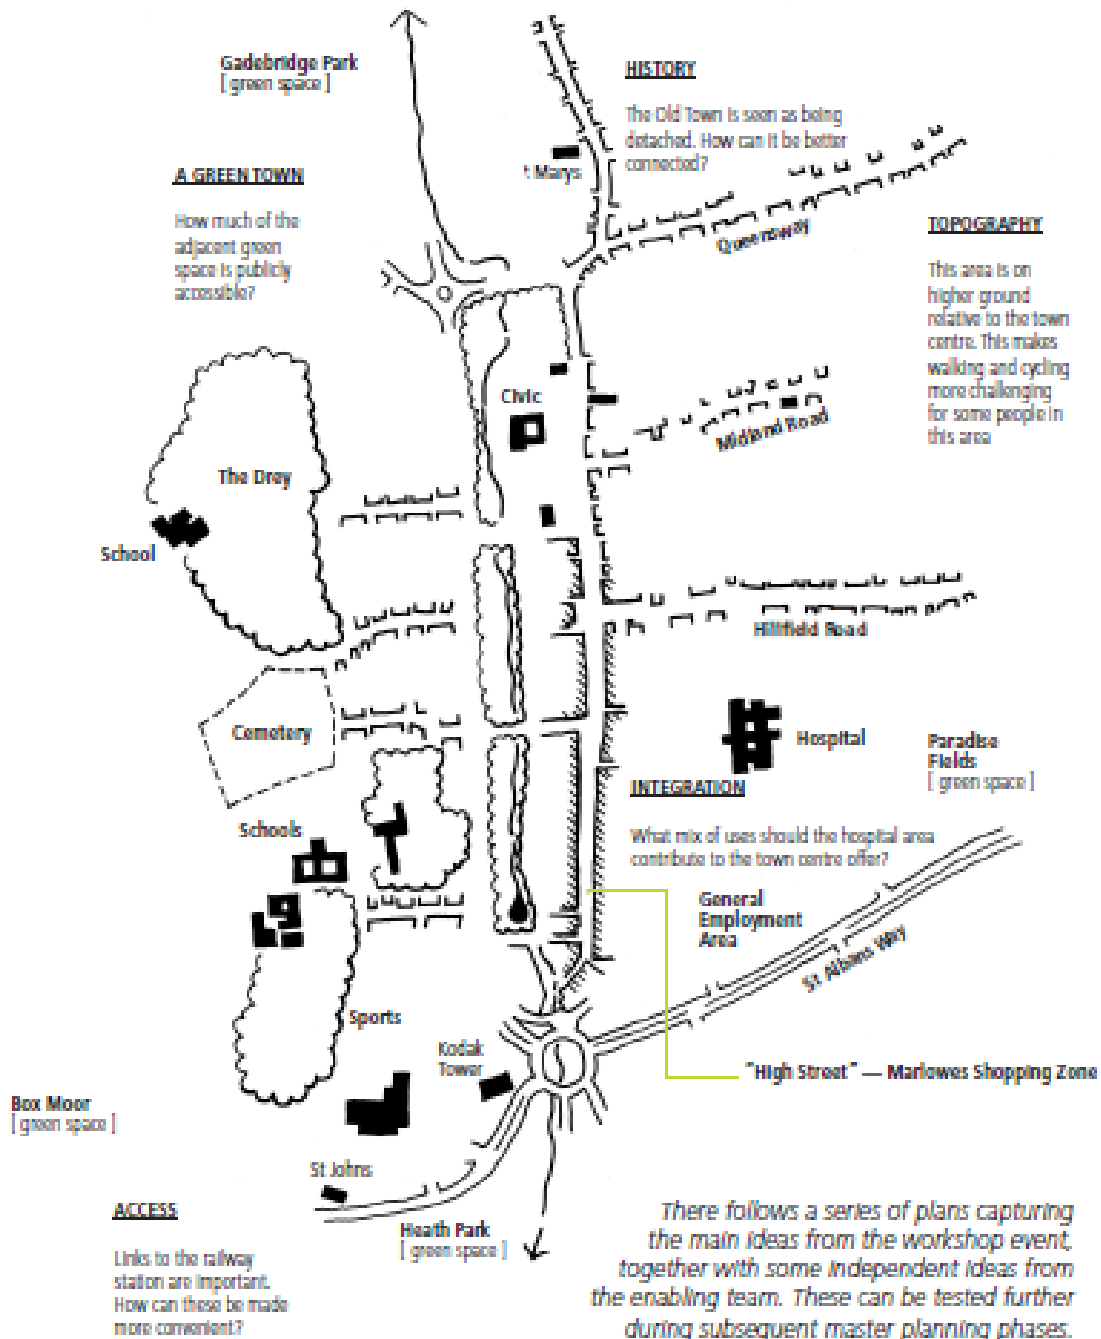 Gadebridge Park
[ green space ]
HISTORY
The Old Town is seen as being
detached. How can it be better
connected?
t Marys
A GREEN TOWN
How much of the
adjacent green
space is publicly
accessible?
Queensway
TOPOGRAPHY
This area is on
higher ground
relative to the town
centre. This makes
walking and cycling
more challenging
for some people in
this area
Civic
Midland Road
The Drey
School
Hillfield Road
Cemetery
Hospital
Paradise
Fields
[ green space ]
INTEGRATION
What mix of uses should the hospital area
contribute to the town centre offer?
Schools
General
Employment
Area
St Albans Way
Sports
Kodak
Tower
"High Street" — Marlowes Shopping Zone
Box Moor
[ green space ]
St Johns
ACCESS
Links to the railway
station are important.
How can these be made
more convenient?
Heath Park
[ green space ]
There follows a series of plans capturing
the main ideas from the workshop event,
together with some independent ideas from
the enabling team. These can be tested further
during subsequent master planning phases.